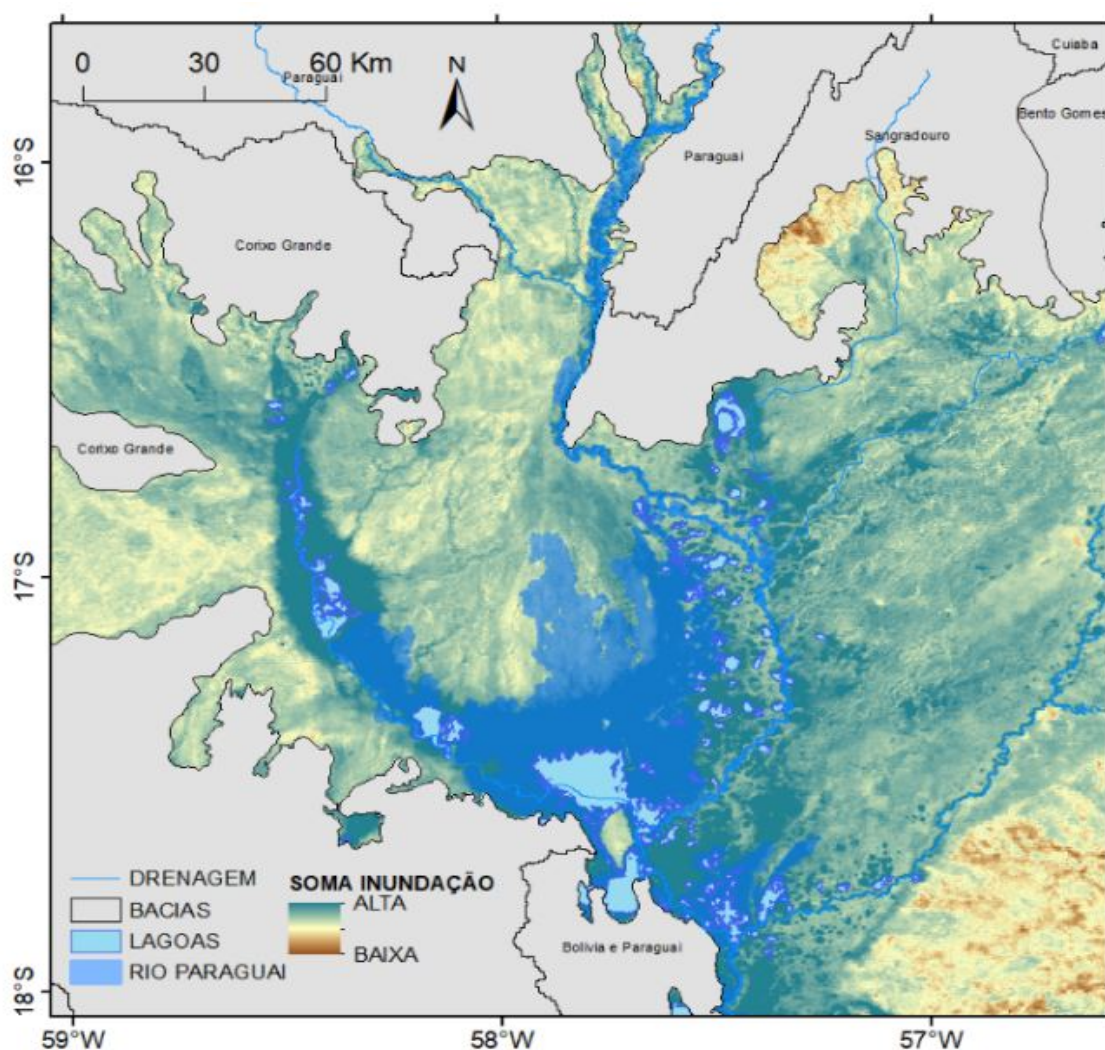 0 30 60 Km
Paraguai
N
Cuiaba
Bento Gomes
Sangradouro
Paraguai
16°S
Corixo Grande
Corixo Grande
17°S
DRENAGEM
BACIAS
LAGOAS
RIO PARAGUAI
SOMA INUNDAÇÃO
ALTA
BAIXA
Bolivia e Paraguai
18°S
59°W 58°W 57°W